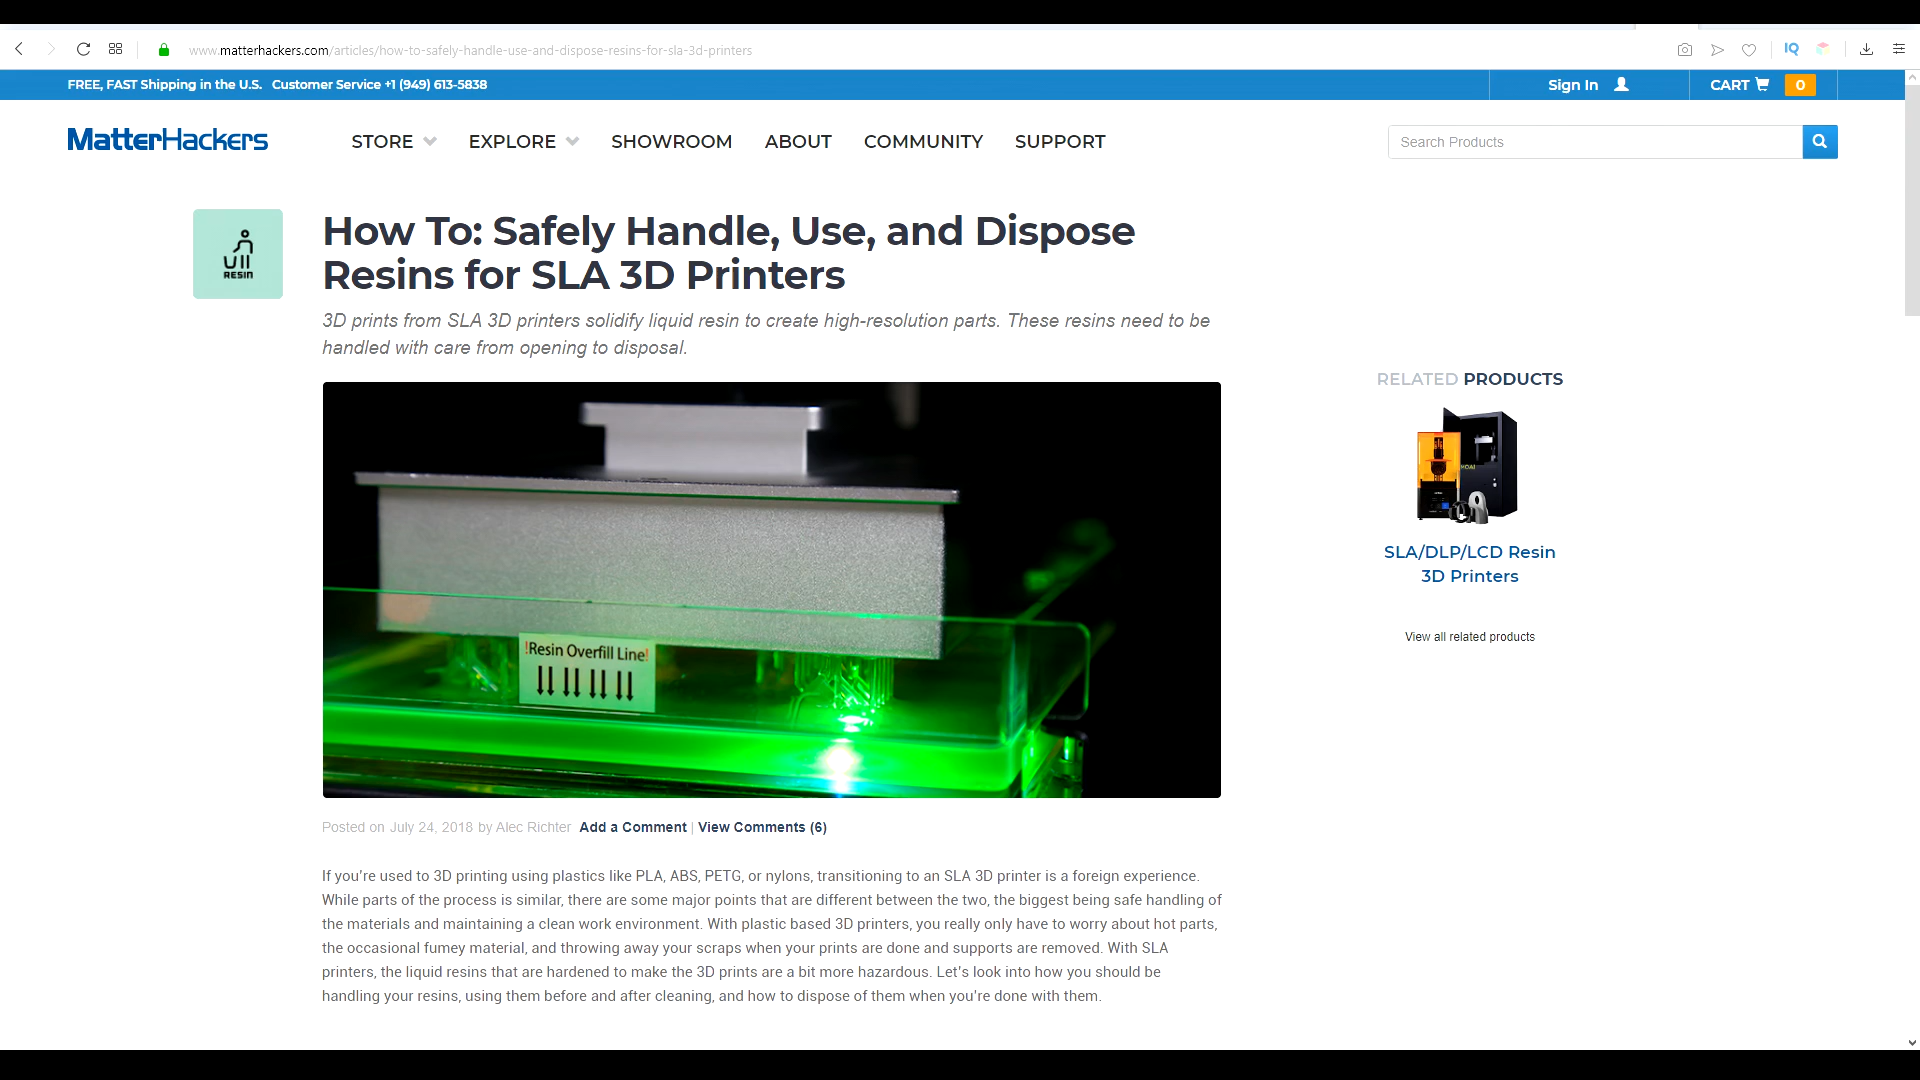 www.matterhackers.com/articles/how-to-safely-handle-use-and-dispose-resins-for-sla-3d-printers
IQ
FREE, FAST Shipping in the U.S. Customer Service +1 (949) 613-5838
Sign In
CART 0
MatterHackers
STORE EXPLORE SHOWROOM ABOUT COMMUNITY SUPPORT
Search Products
RESIN
How To: Safely Handle, Use, and Dispose
Resins for SLA 3D Printers
3D prints from SLA 3D printers solidify liquid resin to create high-resolution parts. These resins need to be
handled with care from opening to disposal.
!Resin Overfill Line!
Posted on July 24, 2018 by Alec Richter Add a Comment | View Comments (6)
If you're used to 3D printing using plastics like PLA, ABS, PETG, or nylons, transitioning to an SLA 3D printer is a foreign experience.
While parts of the process is similar, there are some major points that are different between the two, the biggest being safe handling of
the materials and maintaining a clean work environment. With plastic based 3D printers, you really only have to worry about hot parts,
the occasional fumey material, and throwing away your scraps when your prints are done and supports are removed. With SLA
printers, the liquid resins that are hardened to make the 3D prints are a bit more hazardous. Let's look into how you should be
handling your resins, using them before and after cleaning, and how to dispose of them when you're done with them.
RELATED PRODUCTS
SLA/DLP/LCD Resin
3D Printers
View all related products